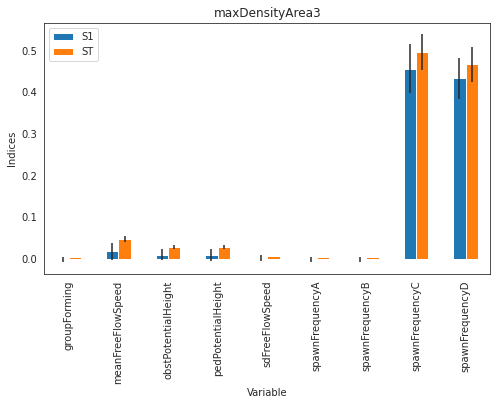 maxDensityArea3
S1
ST
Indices
0.5
0.4
0.3
0.2
0.1
0.0
groupForming
meanFreeFlowSpeed
obstPotentialHeight
pedPotentialHeight
sdFreeFlowSpeed
spawnFrequencyA
spawnFrequencyB
spawnFrequencyC
spawnFrequencyD
Variable